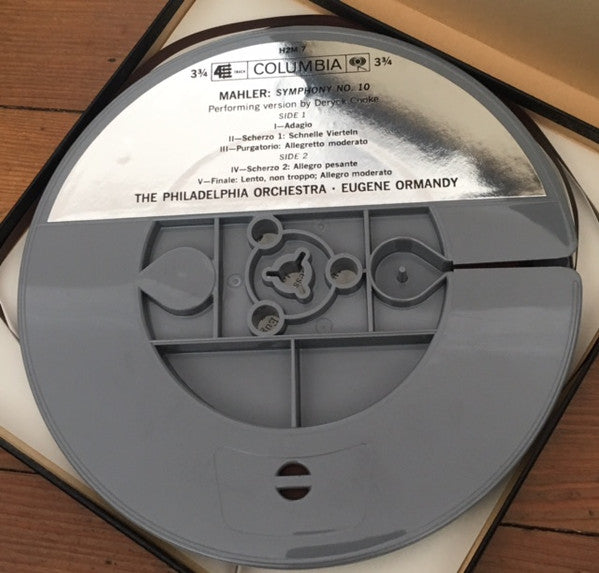 H2M 7
3¾ 4 TRACK COLUMBIA 3¾
MAHLER: SYMPHONY NO. 10
Performing version by Deryck Cooke
SIDE 1
I—Adagio
II—Scherzo 1: Schnelle Vierteln
III—Purgatorio: Allegretto moderato
SIDE 2
IV—Scherzo 2: Allegro pesante
V—Finale: Lento, non troppo; Allegro moderato
THE PHILADELPHIA ORCHESTRA · EUGENE ORMANDY